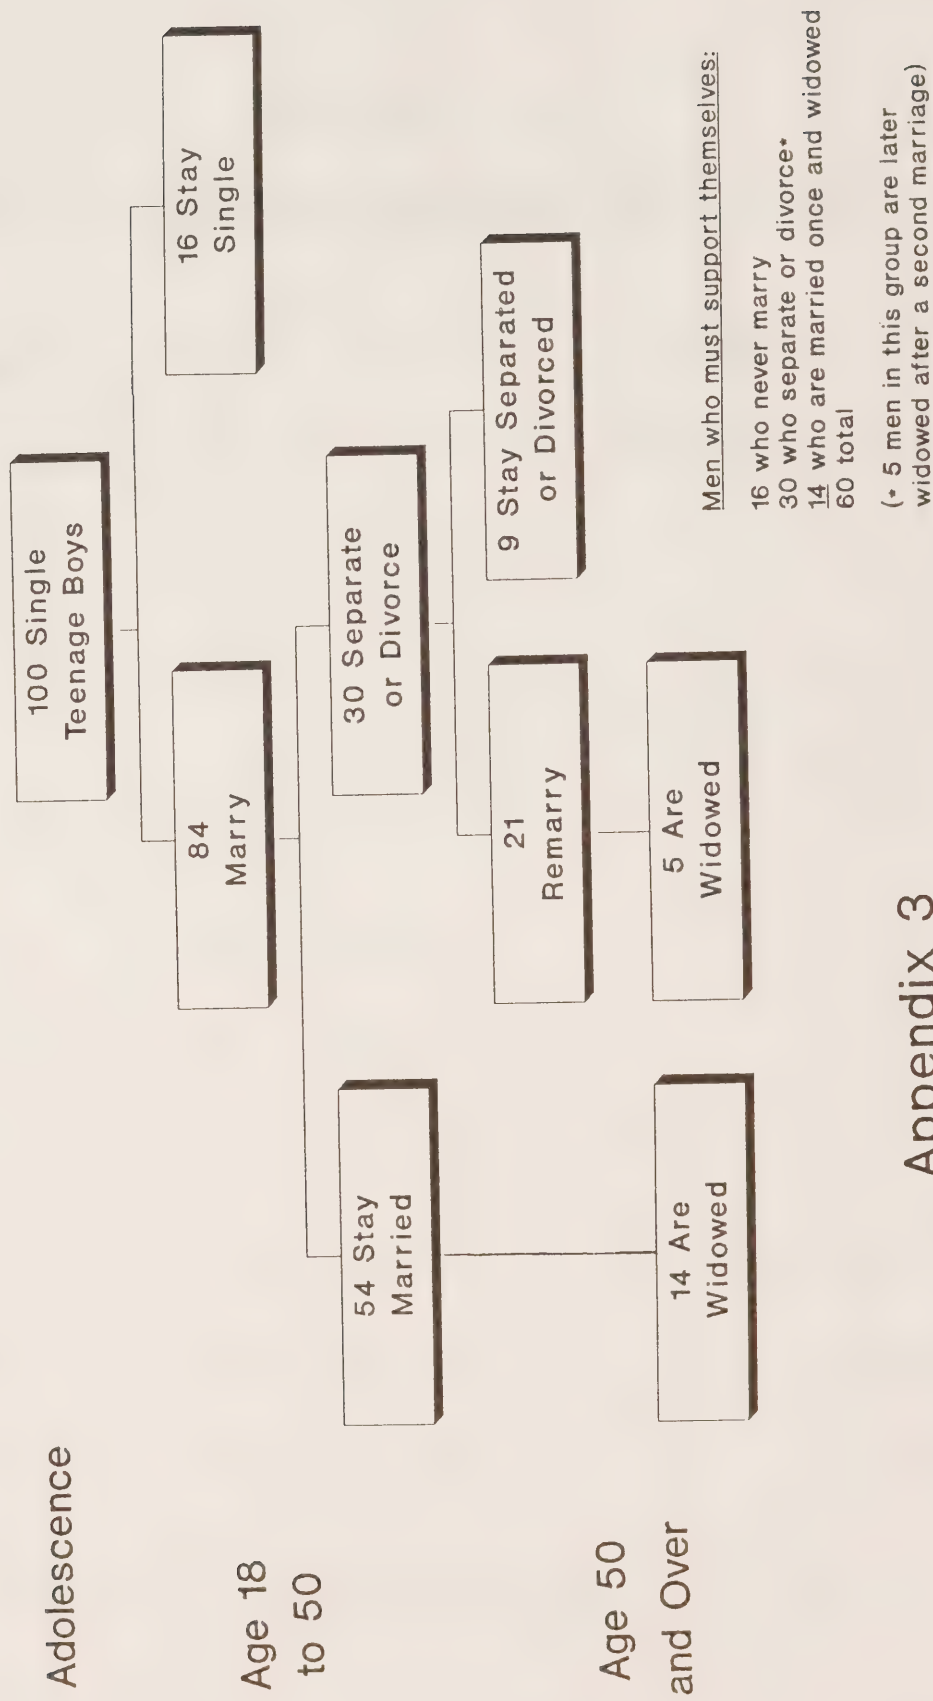 Adolescence
100 Single
Teenage Boys
84
Marry
16 Stay
Single
Age 18
to 50
54 Stay
Married
30 Separate
or Divorce
21
Remarry
9 Stay Separated
or Divorced
Age 50
and Over
14 Are
Widowed
5 Are
Widowed
Men who must support themselves:
16 who never marry
30 who separate or divorce*
14 who are married once and widowed
60 total
(* 5 men in this group are later
widowed after a second marriage)
Appendix 3